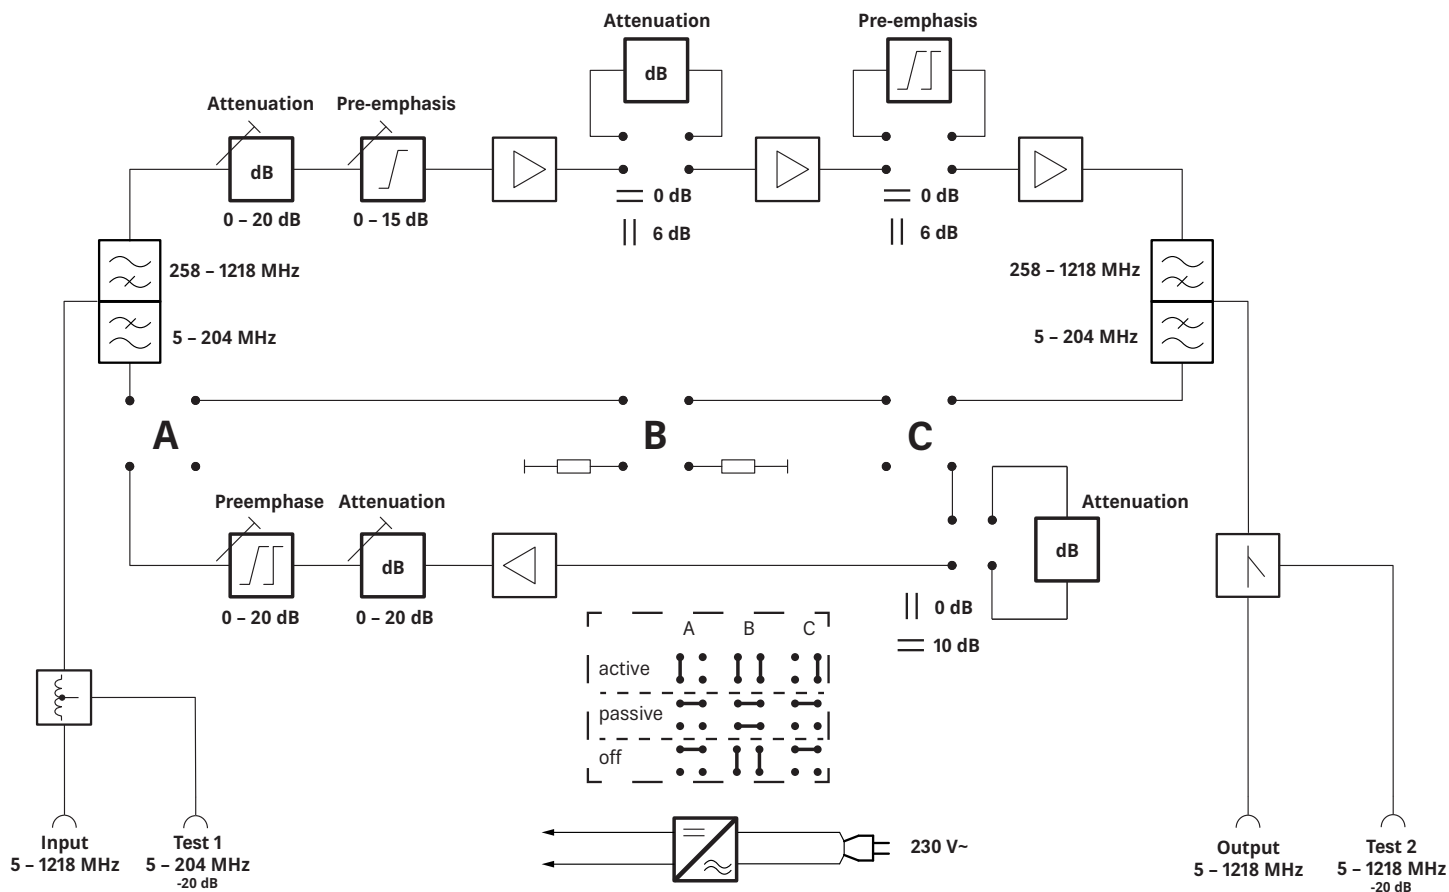 Attenuation
Pre-emphasis
dB
Attenuation
Pre-emphasis
dB
0 – 20 dB
0 – 15 dB
0 dB
6 dB
0 dB
6 dB
258 – 1218 MHz
5 – 204 MHz
258 – 1218 MHz
5 – 204 MHz
A
B
C
Preemphase
Attenuation
dB
0 – 20 dB
0 – 20 dB
Attenuation
dB
0 dB
10 dB
A B C
active
passive
off
230 V~
Input
5 – 1218 MHz
Test 1
5 – 204 MHz
-20 dB
Output
5 – 1218 MHz
Test 2
5 – 1218 MHz
-20 dB